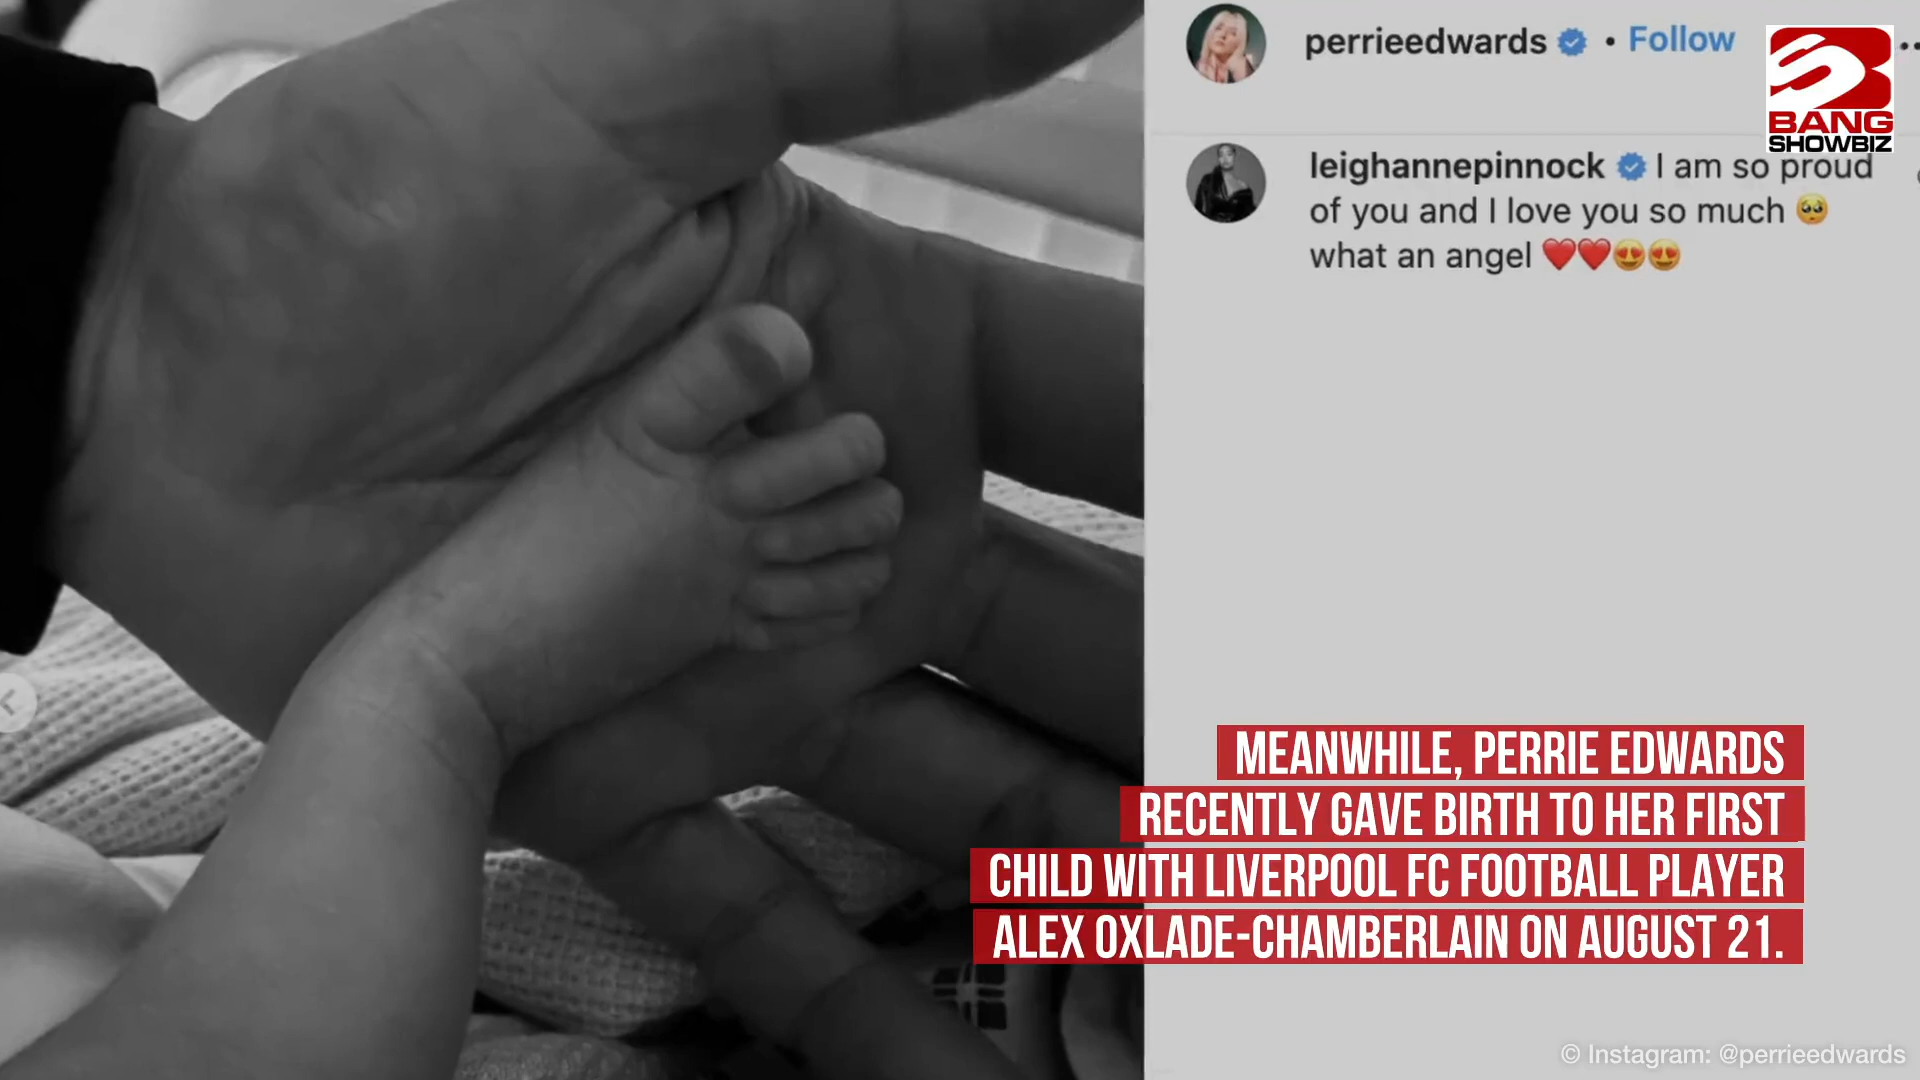 perrieedwards • Follow
BANG
SHOWBIZ
leighannepinnock I am so proud
of you and I love you so much 🥺
what an angel ❤️❤️😍😍
MEANWHILE, PERRIE EDWARDS
RECENTLY GAVE BIRTH TO HER FIRST
CHILD WITH LIVERPOOL FC FOOTBALL PLAYER
ALEX OXLADE-CHAMBERLAIN ON AUGUST 21.
© Instagram: @perrieedwards